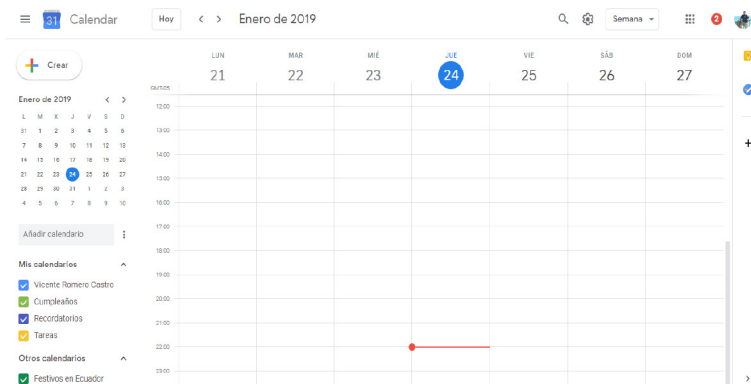 31 Calendar Hoy Enero de 2019 Semana 2
Crear
LUN MAR MIÉ JUE VIE SÁB DOM
21 22 23 24 25 26 27
GMT-05
Enero de 2019
L M X J V S D
31 1 2 3 4 5 6
7 8 9 10 11 12 13
14 15 16 17 18 19 20
21 22 23 24 25 26 27
28 29 30 31 1 2 3
4 5 6 7 8 9 10
Añadir calendario
Mis calendarios
Vicente Romero Castro
Cumpleaños
Recordatorios
Tareas
Otros calendarios
Festivos en Ecuador
12:00
13:00
14:00
15:00
16:00
17:00
18:00
19:00
20:00
21:00
22:00
23:00